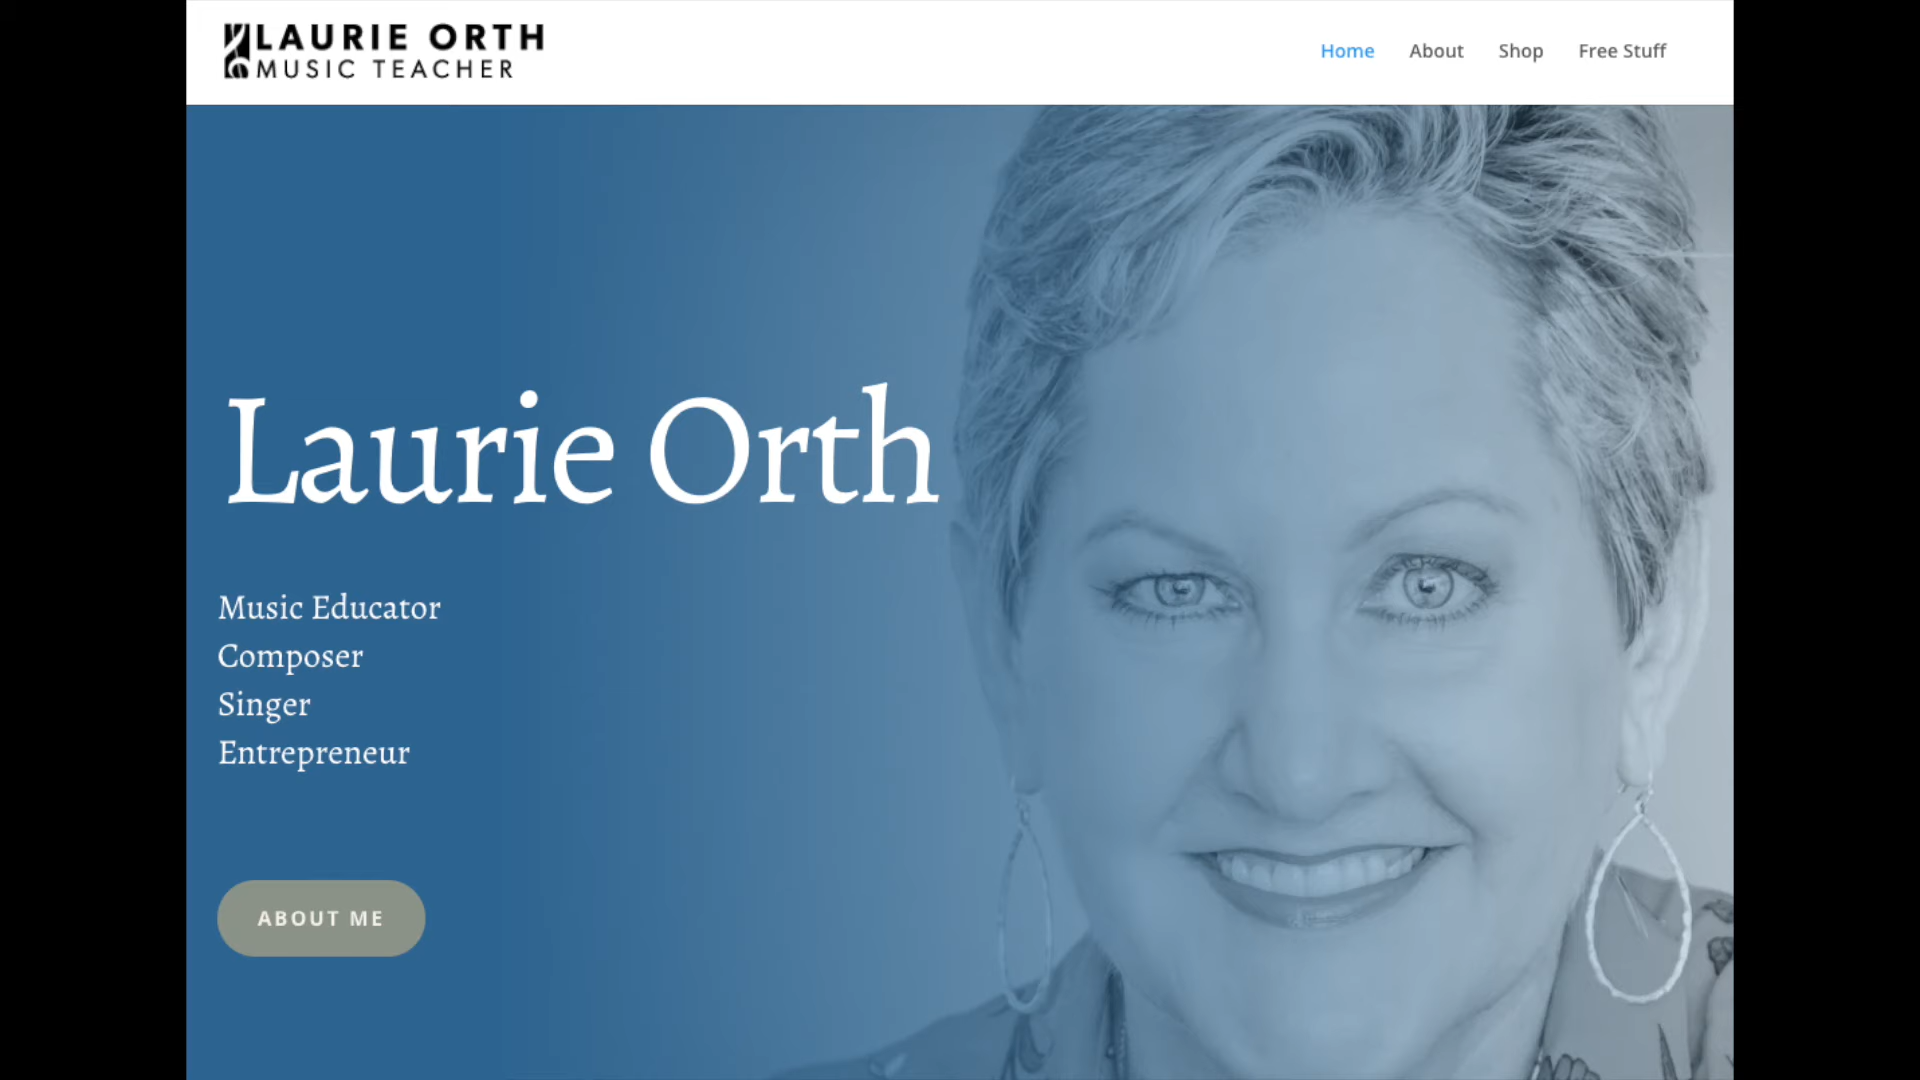 LAURIE ORTH
MUSIC TEACHER
Home About Shop Free Stuff
Laurie Orth
Music Educator
Composer
Singer
Entrepreneur
ABOUT ME